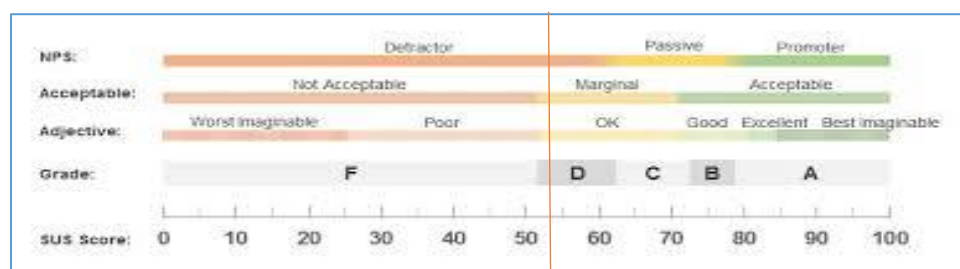 NPS: Detractor Passive Promoter
Acceptable: Not Acceptable Marginal Acceptable
Adjective: Worst Imaginable Poor OK Good Excellent Best Imaginable
Grade: F D C B A
SUS Score: 0 10 20 30 40 50 60 70 80 90 100